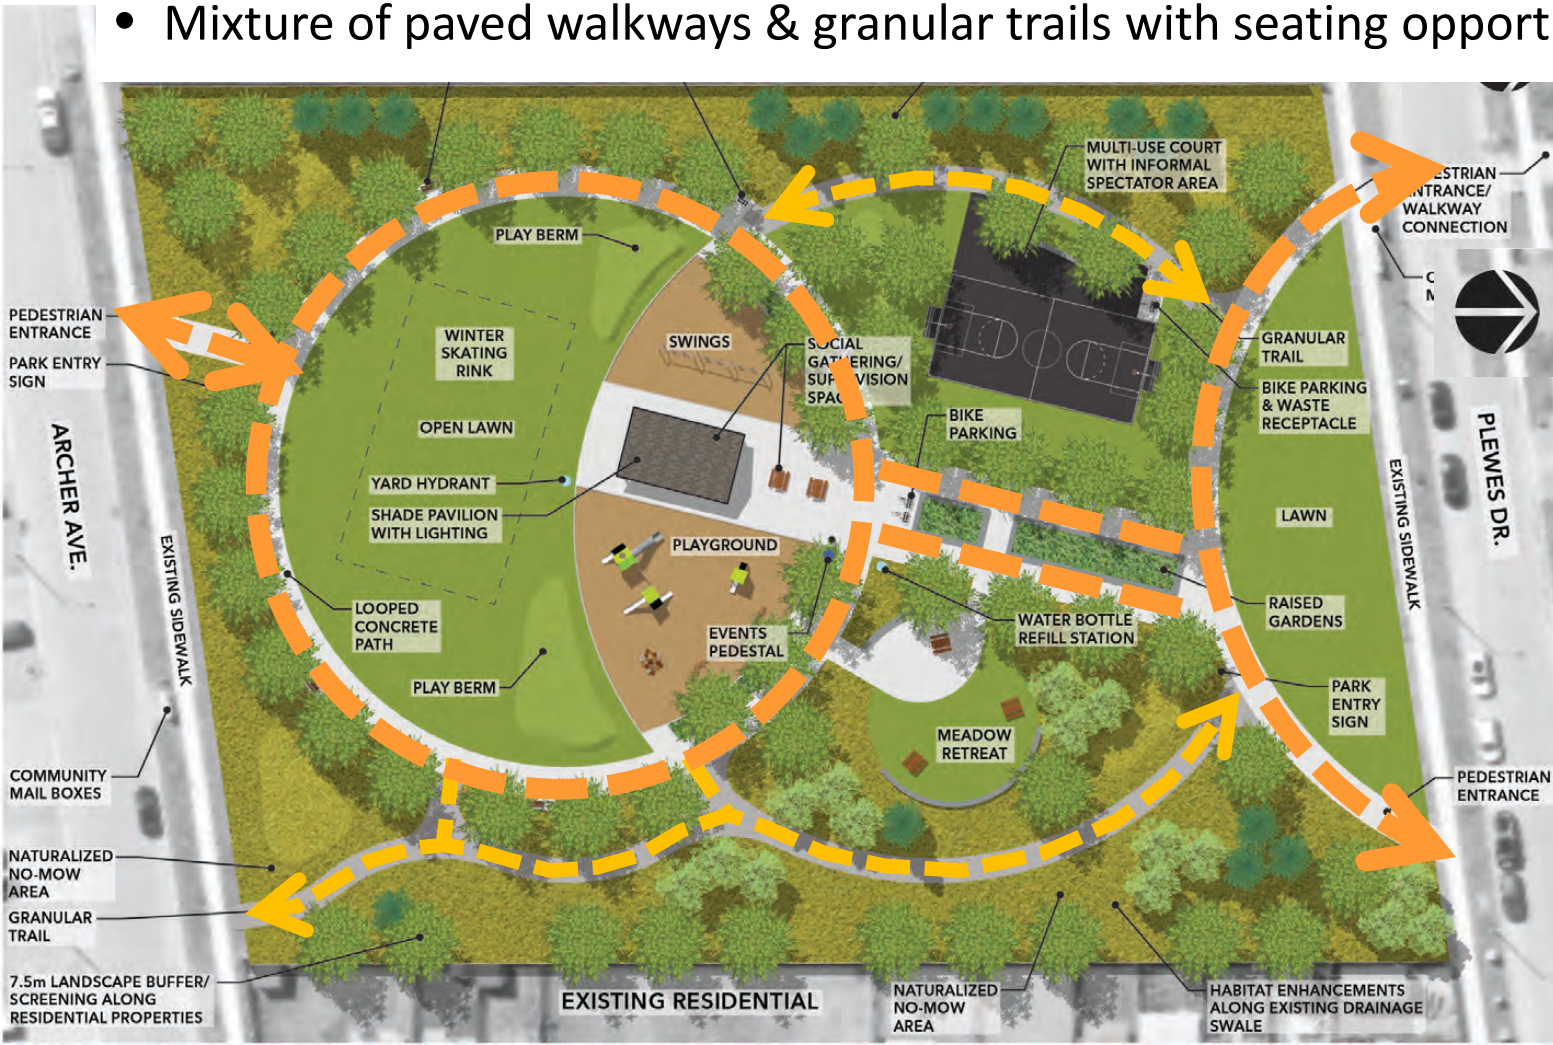 • Mixture of paved walkways & granular trails with seating opport
MULTI-USE COURT
WITH INFORMAL
SPECTATOR AREA
ESTRIAN
NTRANCE/
WALKWAY
CONNECTION
PLAY BERM
PEDESTRIAN
ENTRANCE
PARK ENTRY
SIGN
WINTER
SKATING
RINK
SWINGS
SOCIAL
GATHERING/
SUPERVISION
SPAC
GRANULAR
TRAIL
BIKE PARKING
& WASTE
RECEPTACLE
OPEN LAWN
BIKE
PARKING
ARCHER AVE.
PLEWES DR.
EXISTING SIDEWALK
EXISTING SIDEWALK
YARD HYDRANT
SHADE PAVILION
WITH LIGHTING
LAWN
PLAYGROUND
LOOPED
CONCRETE
PATH
EVENTS
PEDESTAL
WATER BOTTLE
REFILL STATION
RAISED
GARDENS
PLAY BERM
PARK
ENTRY
SIGN
MEADOW
RETREAT
COMMUNITY
MAIL BOXES
PEDESTRIAN
ENTRANCE
NATURALIZED
NO-MOW
AREA
GRANULAR
TRAIL
7.5m LANDSCAPE BUFFER/
SCREENING ALONG
RESIDENTIAL PROPERTIES
EXISTING RESIDENTIAL
NATURALIZED
NO-MOW
AREA
HABITAT ENHANCEMENTS
ALONG EXISTING DRAINAGE
SWALE